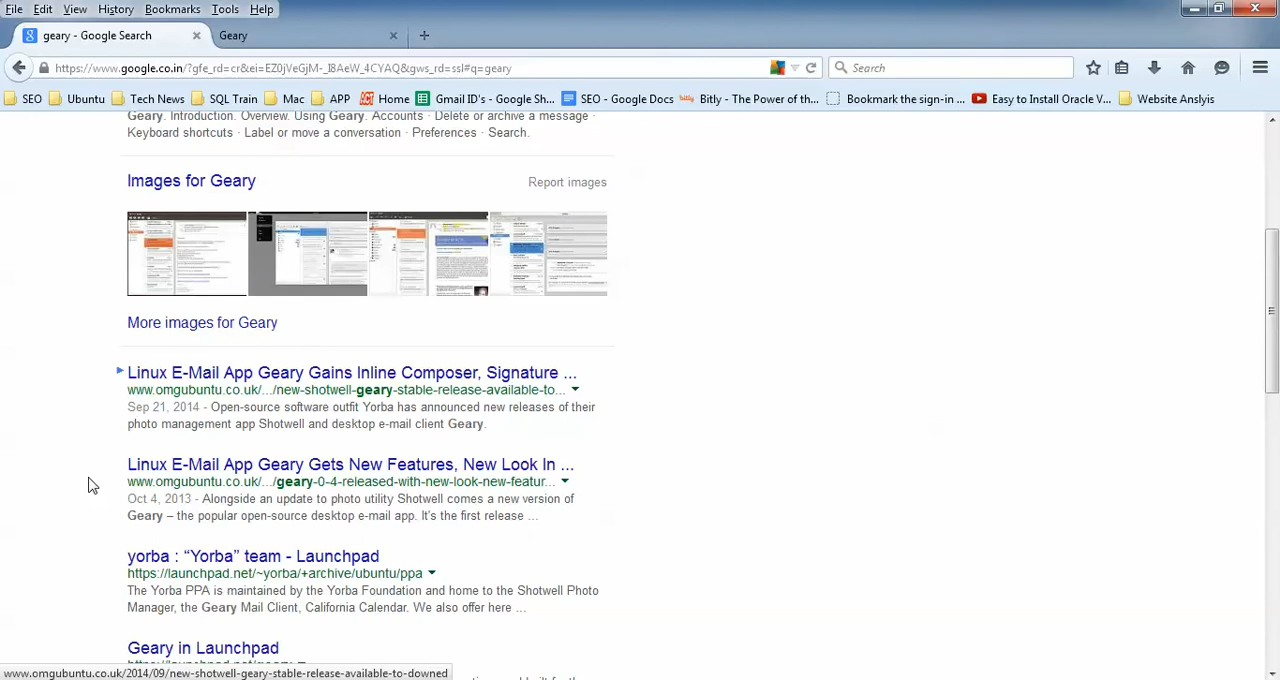 File Edit View History Bookmarks Tools Help
geary - Google Search × Geary × +
https://www.google.co.in/?gfe_rd=cr&ei=EZ0jVeGjM-_I8AeW_4CYAQ&gws_rd=ssl#q=geary Search
SEO Ubuntu Tech News SQL Train Mac APP Home Gmail ID's - Google Sh... SEO - Google Docs Bitly - The Power of th... Bookmark the sign-in ... Easy to Install Oracle V... Website Anslyis
Geary. Introduction. Overview. Using Geary. Accounts · Delete or archive a message ·
Keyboard shortcuts · Label or move a conversation · Preferences · Search.
Images for Geary Report images
More images for Geary
Linux E-Mail App Geary Gains Inline Composer, Signature ...
www.omgubuntu.co.uk/.../new-shotwell-geary-stable-release-available-to...
Sep 21, 2014 - Open-source software outfit Yorba has announced new releases of their
photo management app Shotwell and desktop e-mail client Geary.
Linux E-Mail App Geary Gets New Features, New Look In ...
www.omgubuntu.co.uk/.../geary-0-4-released-with-new-look-new-featur...
Oct 4, 2013 - Alongside an update to photo utility Shotwell comes a new version of
Geary – the popular open-source desktop e-mail app. It's the first release ...
yorba : “Yorba” team - Launchpad
https://launchpad.net/~yorba/+archive/ubuntu/ppa
The Yorba PPA is maintained by the Yorba Foundation and home to the Shotwell Photo
Manager, the Geary Mail Client, California Calendar. We also offer here ...
Geary in Launchpad
www.omgubuntu.co.uk/2014/09/new-shotwell-geary-stable-release-available-to-downed